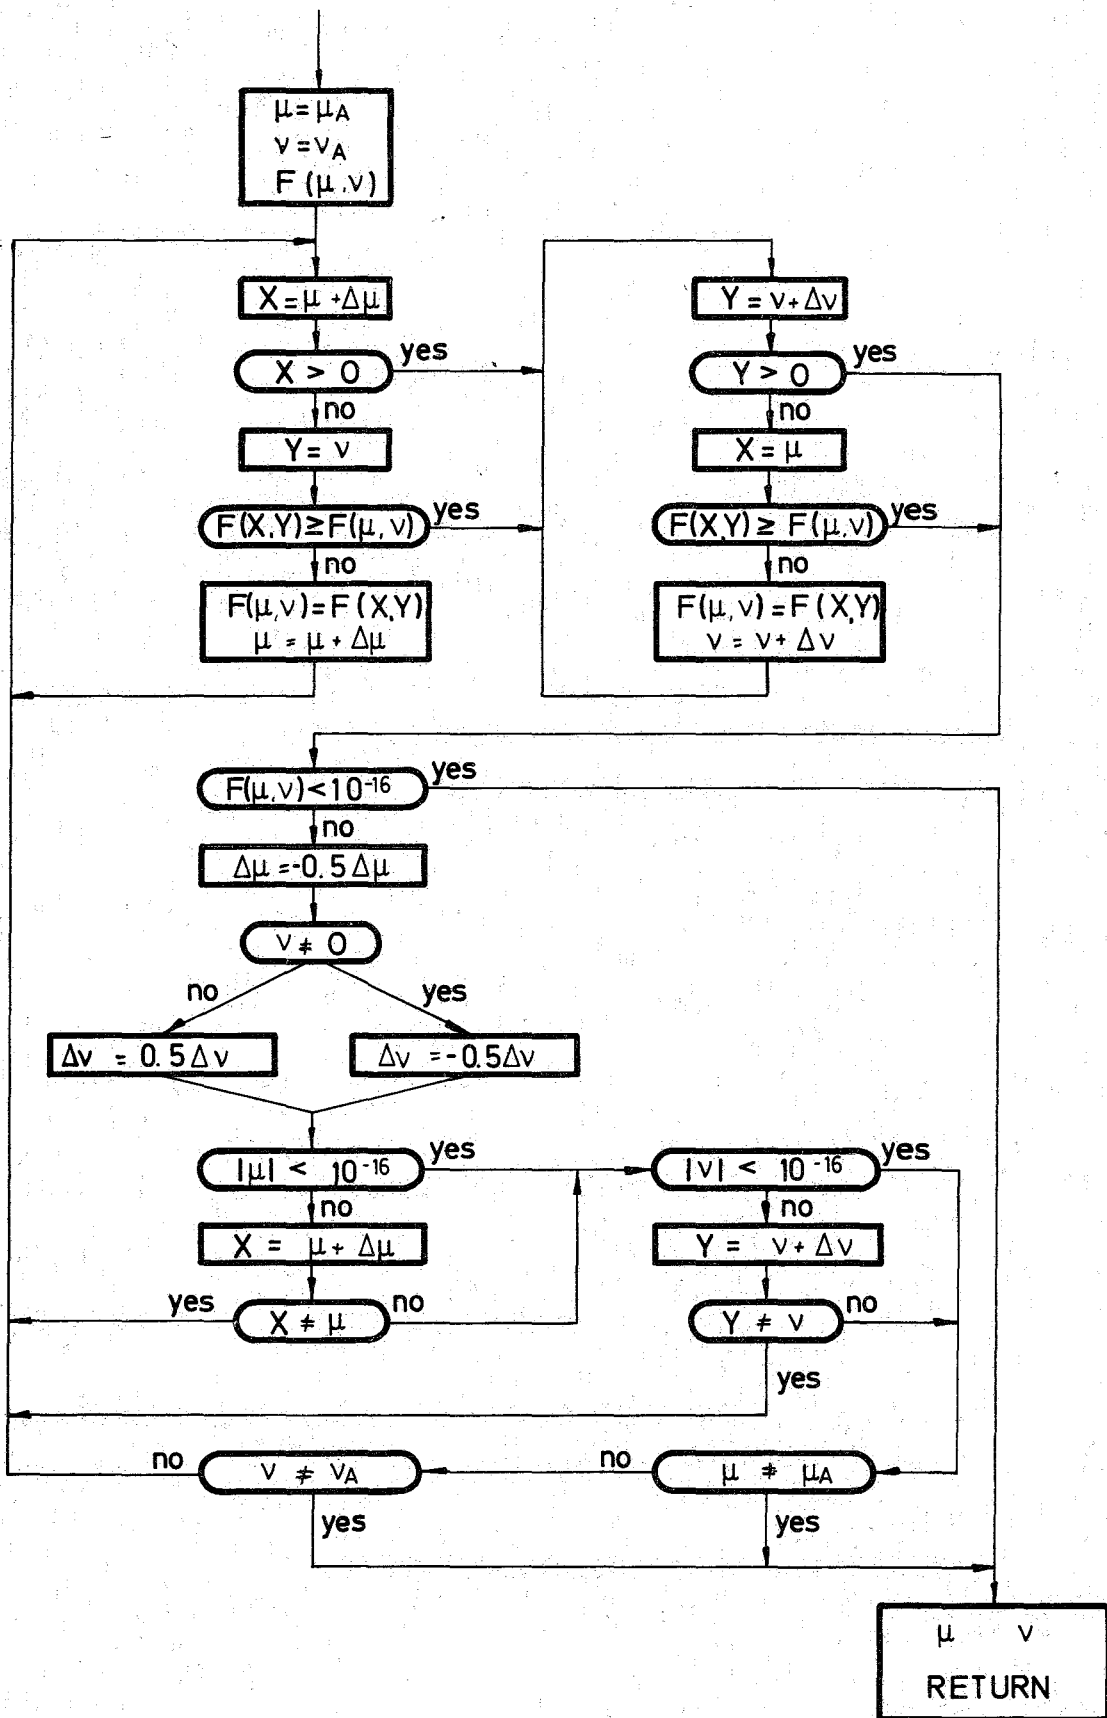 μ = μA
ν = νA
F (μ, ν)
X = μ + Δμ
X > 0
yes
no
Y = ν
F(X,Y) ≥ F(μ, ν)
yes
no
F(μ,ν) = F(X,Y)
μ = μ + Δμ
Y = ν + Δν
Y > 0
yes
no
X = μ
F(X,Y) ≥ F(μ,ν)
yes
no
F(μ,ν) = F(X,Y)
ν = ν + Δν
F(μ,ν) < 10⁻¹⁶
yes
no
Δμ = -0.5 Δμ
ν ≠ 0
no
yes
Δν = 0.5 Δν
Δν = -0.5Δν
|μ| < 10⁻¹⁶
yes
no
X = μ + Δμ
yes
X ≠ μ
no
|ν| < 10⁻¹⁶
yes
no
Y = ν + Δν
Y ≠ ν
no
yes
no
ν ≠ νA
yes
no
μ ≠ μA
yes
μ ν
RETURN